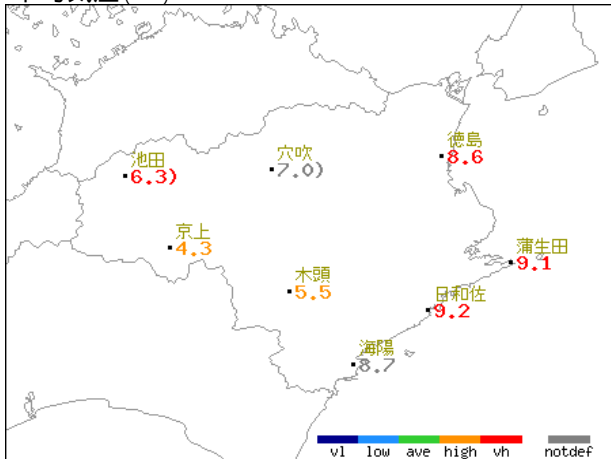 徳島
8.6
池田
6.3)
穴吹
7.0)
京上
4.3
蒲生田
9.1
木頭
5.5
日和佐
9.2
海陽
8.7
vl low ave high vh notdef